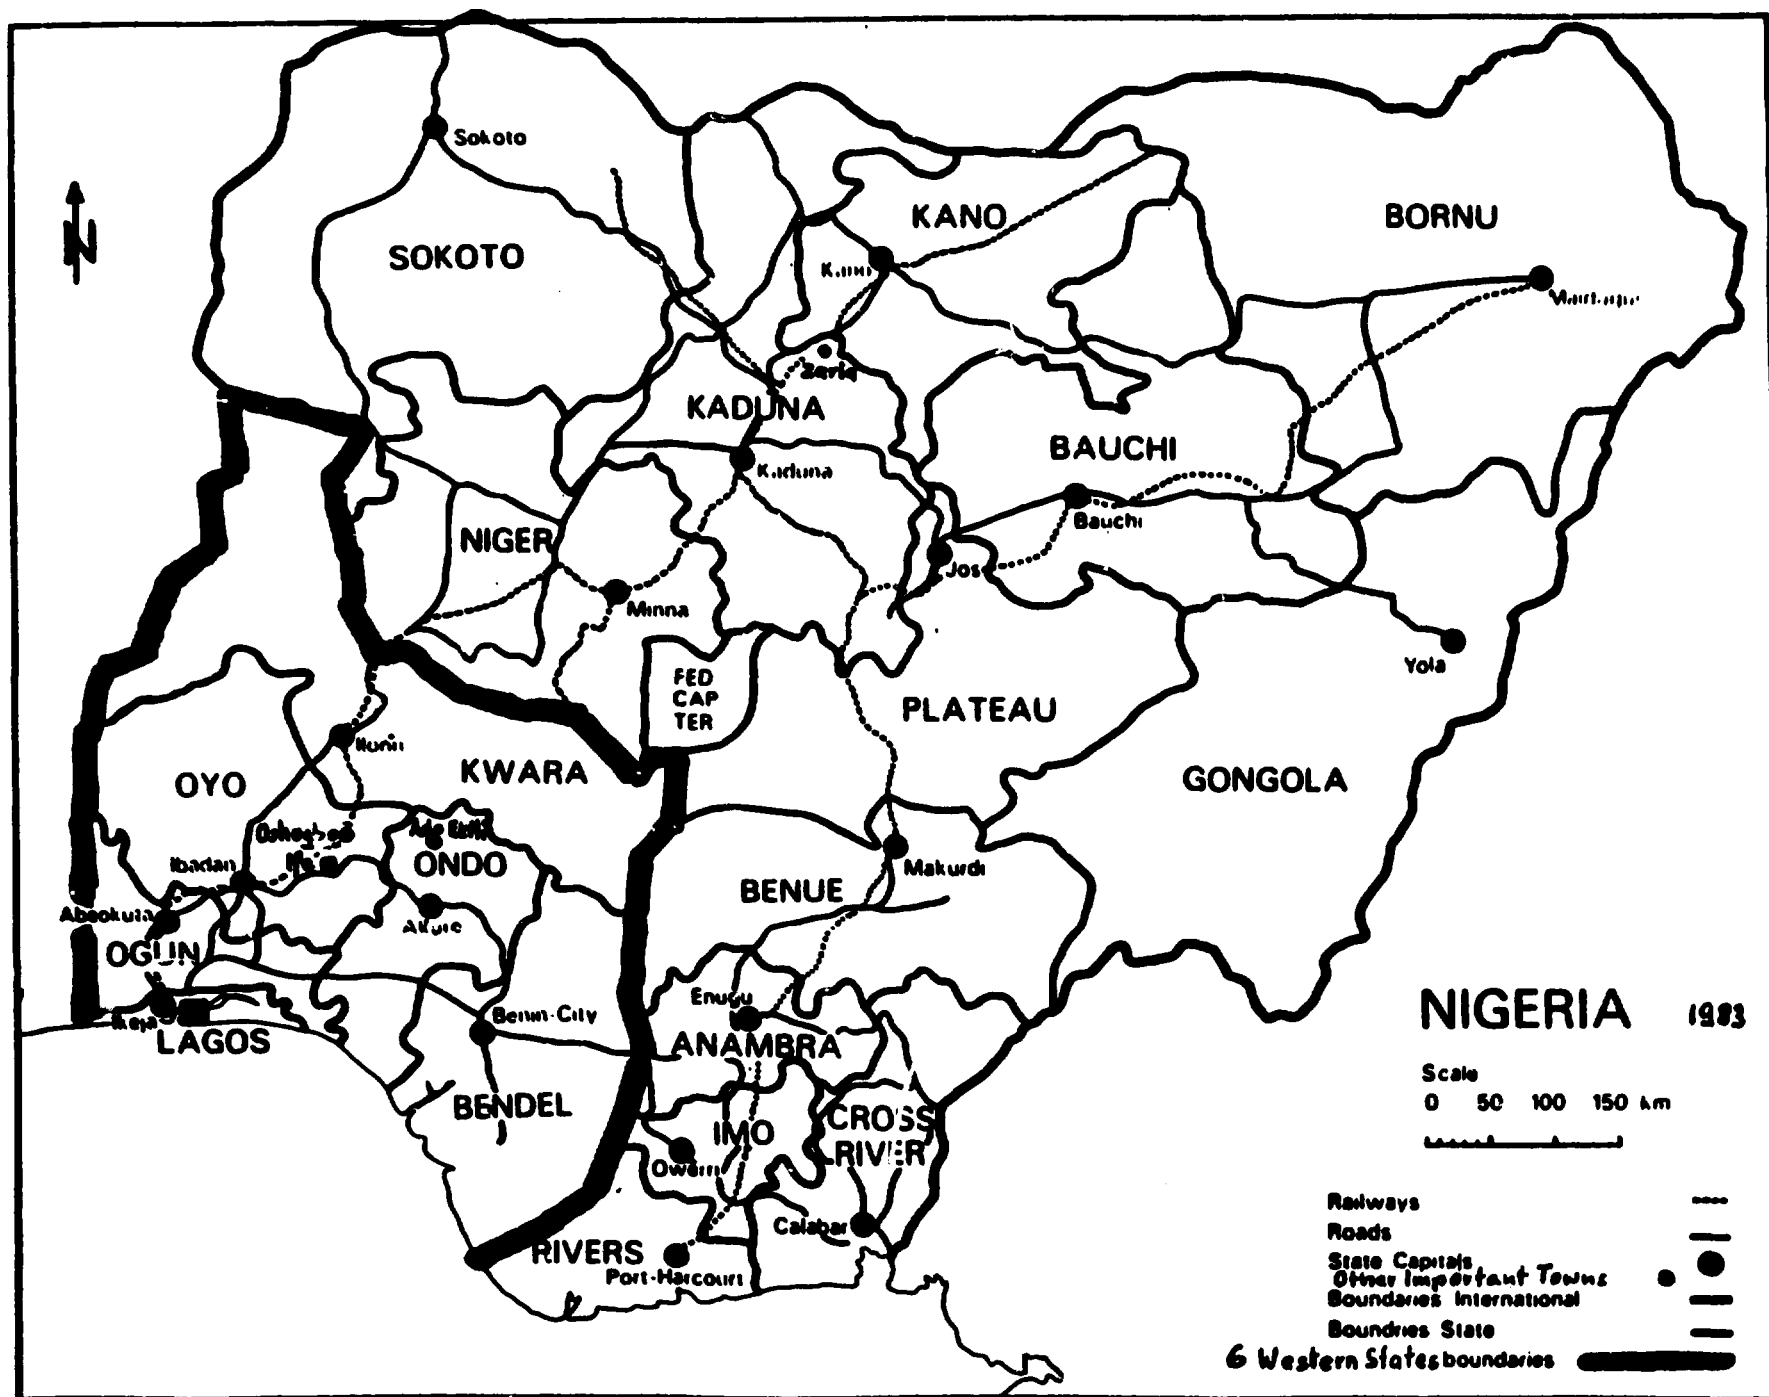 N
Sokoto
SOKOTO
KANO
BORNU
Zaria
KADUNA
Kaduna
BAUCHI
Bauchi
NIGER
Jos
Minna
Yola
FED
CAP
TER
PLATEAU
GONGOLA
OYO
KWARA
ONDO
Ibadan
Makurdi
BENUE
Abeokuta
Akure
OGUN
Ikeja
LAGOS
Benin-City
Enugu
ANAMBRA
BENDEL
IMO
CROSS
RIVER
Owerri
Calabar
RIVERS
Port-Harcourt
NIGERIA 1983
Scale
0 50 100 150 km
Railways
Roads
State Capitals
Other Important Towns
Boundaries International
Boundries State
6 Western States boundaries